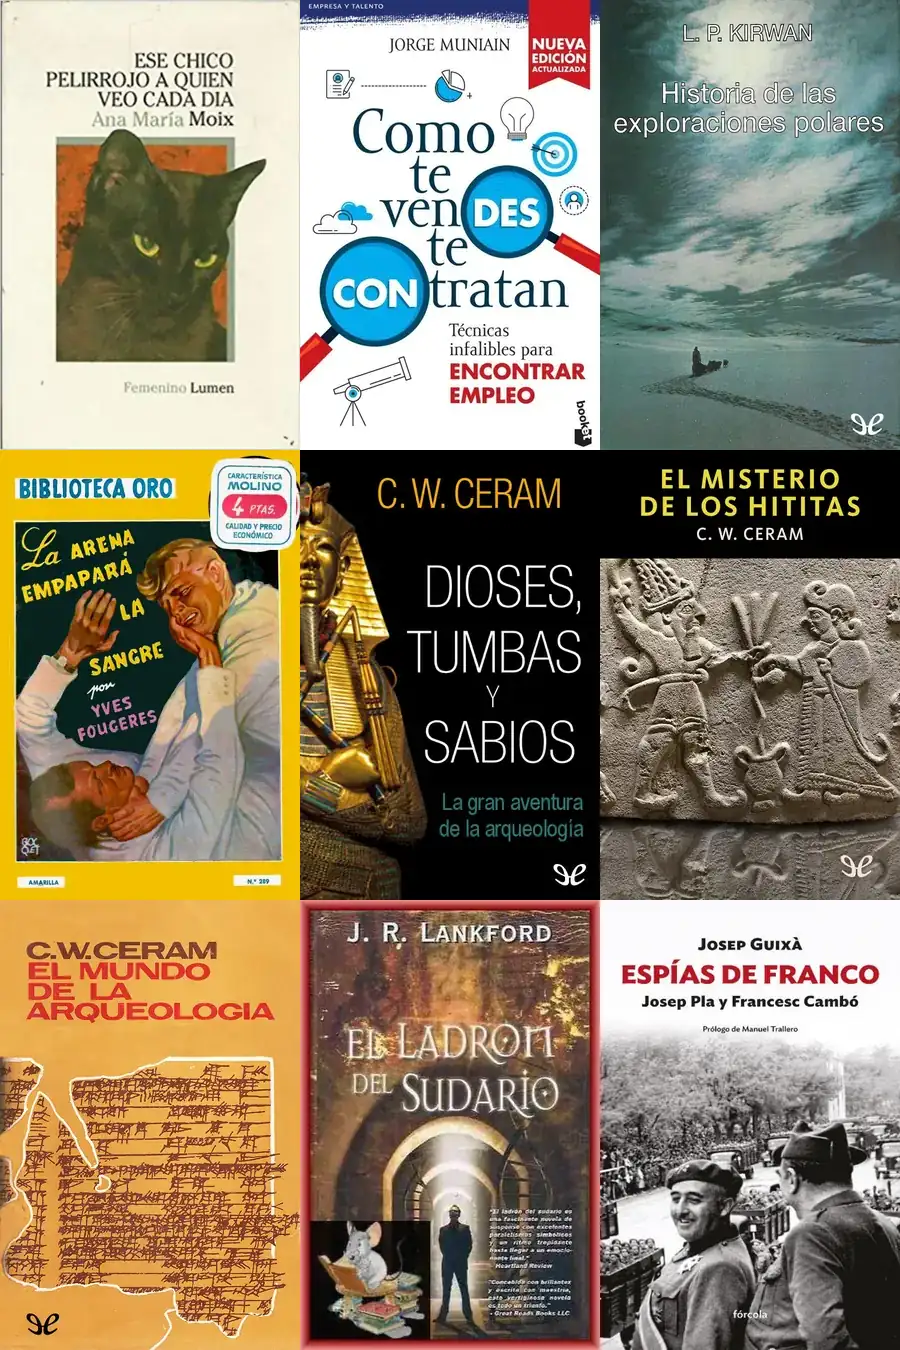 ESE CHICO
PELIRROJO A QUIEN
VEO CADA DIA
Ana María Moix
Femenino Lumen
EMPRESA Y TALENTO
JORGE MUNIAIN
NUEVA
EDICIÓN
ACTUALIZADA
Como
te
ven DES
te
CON tratan
Técnicas
infalibles para
ENCONTRAR
EMPLEO
booket
L. P. KIRWAN
Historia de las
exploraciones polares
BIBLIOTECA ORO
CARACTERÍSTICA
MOLINO
4 PTAS.
CALIDAD Y PRECIO
ECONÓMICO
La ARENA
EMPAPARÁ
LA
SANGRE
por
YVES
FOUGERES
AMARILLA
N.º 289
C. W. CERAM
DIOSES,
TUMBAS
Y
SABIOS
La gran aventura
de la arqueología
EL MISTERIO
DE LOS HITITAS
C. W. CERAM
C.W.CERAM
EL MUNDO
DE LA
ARQUEOLOGIA
J. R. LANKFORD
EL LADRÓN
DEL SUDARIO
"El ladrón del sudario es
una fascinante novela de
suspense con excelentes
paralelismos simbólicos
y un ritmo trepidante
hasta llegar a un emocio-
nante final."
- Heartland Review
"Concebida con brillantez
y escrita con maestría,
esta vertiginosa novela
es todo un triunfo."
- Great Reads Books LLC
JOSEP GUIXÀ
ESPÍAS DE FRANCO
Josep Pla y Francesc Cambó
Prólogo de Manuel Trallero
fórcola